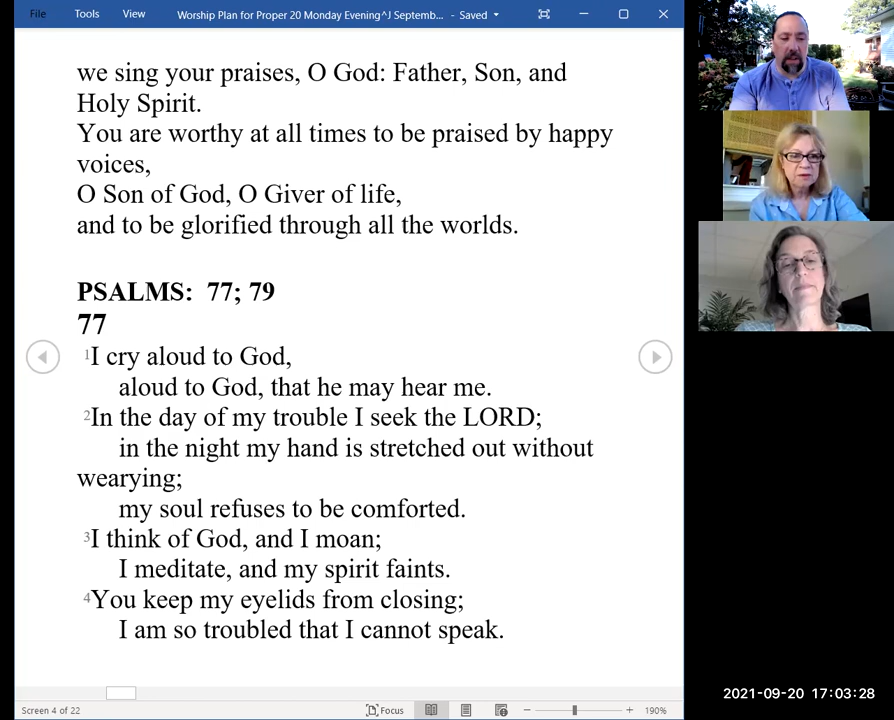 File Tools View Worship Plan for Proper 20 Monday Evening^J Septemb... - Saved
we sing your praises, O God: Father, Son, and
Holy Spirit.
You are worthy at all times to be praised by happy
voices,
O Son of God, O Giver of life,
and to be glorified through all the worlds.
PSALMS: 77; 79
77
1I cry aloud to God,
aloud to God, that he may hear me.
2In the day of my trouble I seek the LORD;
in the night my hand is stretched out without
wearying;
my soul refuses to be comforted.
3I think of God, and I moan;
I meditate, and my spirit faints.
4You keep my eyelids from closing;
I am so troubled that I cannot speak.
Screen 4 of 22 Focus 190%
2021-09-20 17:03:28